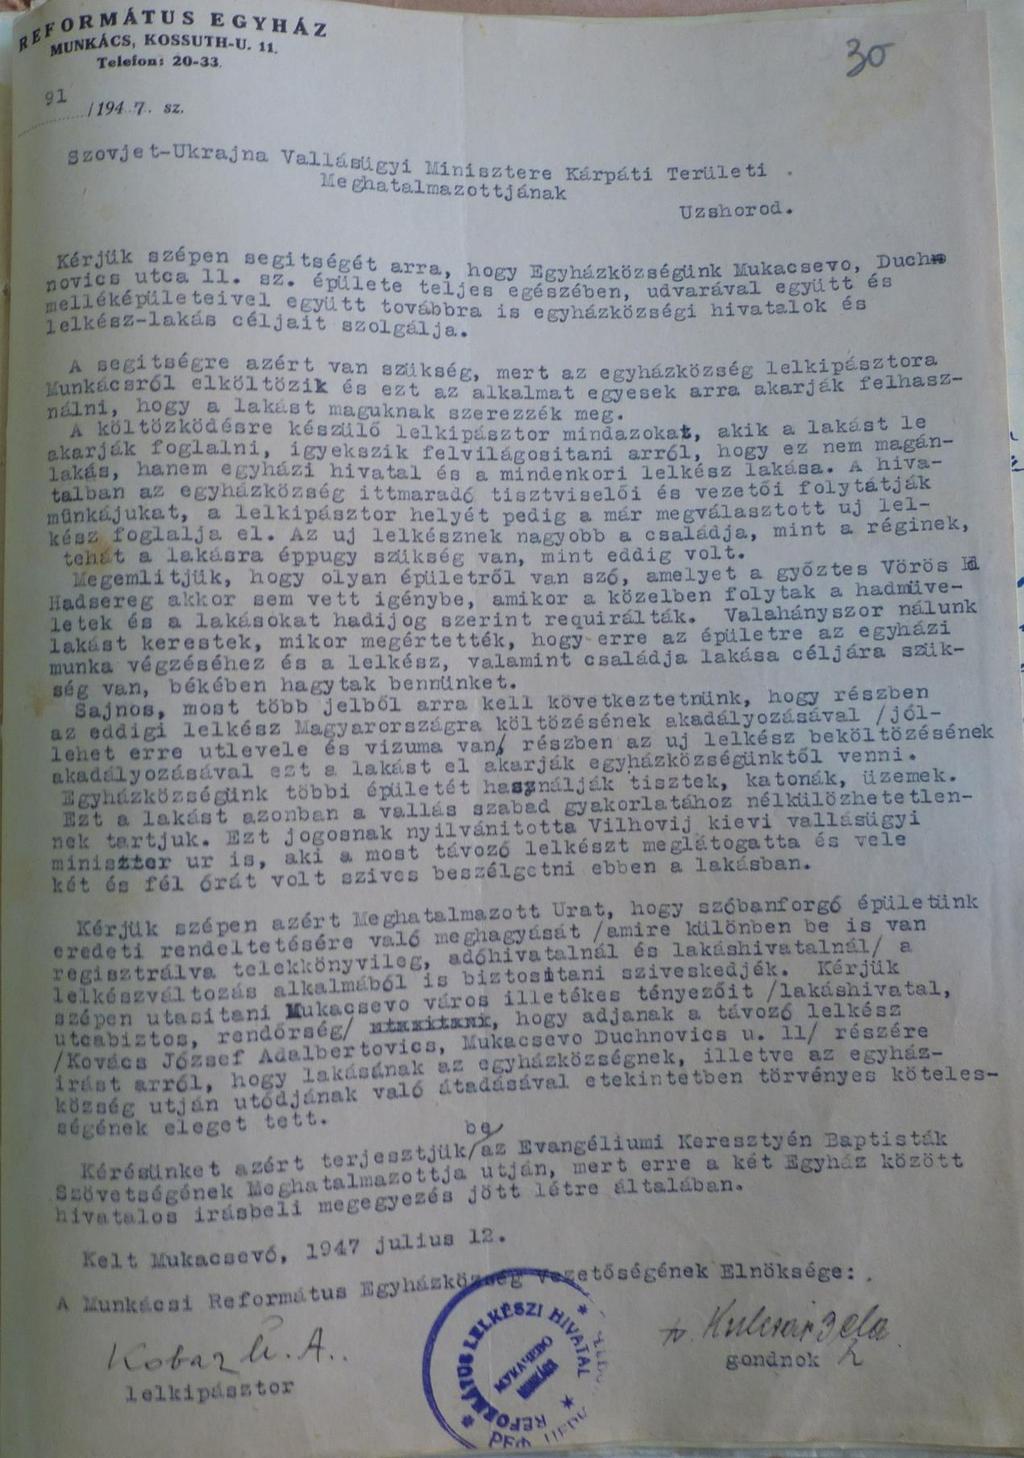 REFORMÁTUS EGYHÁZ
MUNKÁCS, KOSSUTH-U. 11.
Telefon: 20-33.
30
91
/194 7. sz.
Szovjet-Ukrajna Vallásügyi Minisztere Kárpáti Területi
Meghatalmazottjának
Uzshorod.
Kérjük szépen segitségét arra, hogy Egyházközségünk Mukacsevo, Duch
novics utca 11. sz. épülete teljes egészében, udvarával együtt és
melléképületeivel együtt továbbra is egyházközségi hivatalok és
lelkész-lakás céljait szolgálja.
A segitségre azért van szükség, mert az egyházközség lelkipásztora
Munkácsról elköltözik és ezt az alkalmat egyesek arra akarják felhasz-
nálni, hogy a lakást maguknak szerezzék meg.
A költözködésre készülő lelkipásztor mindazokat, akik a lakást le
akarják foglalni, igyekszik felvilágositani arról, hogy ez nem magán-
lakás, hanem egyházi hivatal és a mindenkori lelkész lakása. A hiva-
talban az egyházközség ittmaradó tisztviselői és vezetői folytatják
münkájukat, a lelkipásztor helyét pedig a már megválasztott uj lel-
kész foglalja el. Az uj lelkésznek nagyobb a családja, mint a réginek,
tehát a lakásra éppugy szükség van, mint eddig volt.
Megemlitjük, hogy olyan épületről van szó, amelyet a győztes Vörös
Hadsereg akkor sem vett igénybe, amikor a közelben folytak a hadmüve-
letek és a lakásokat hadijog szerint requirálták. Valahányszor nálunk
lakást kerestek, mikor megértették, hogy erre az épületre az egyházi
munka végzéséhez és a lelkész, valamint családja lakása céljára szük-
ség van, békében hagytak bennünket.
Sajnos, most több jelből arra kell következtetnünk, hogy részben
az eddigi lelkész Magyarországra költözésének akadályozásával /jól-
lehet erre utlevele és vizuma van/ részben az uj lelkész beköltözésének
akadályozásával ezt a lakást el akarják egyházközségünktől venni.
Egyházközségünk többi épületét használják tisztek, katonák, üzemek.
Ezt a lakást azonban a vallás szabad gyakorlatához nélkülözhetetlen-
nek tartjuk. Ezt jogosnak nyilvánitotta Vilhovij kievi vallásügyi
miniszter ur is, aki a most távozó lelkészt meglátogatta és vele
két és fél órát volt szives beszélgetni ebben a lakásban.
Kérjük szépen azért Meghatalmazott Urat, hogy szóbanforgó épületünk
eredeti rendeltetésére való meghagyását /amire különben be is van
regisztrálva telekkönyvileg, adóhivatalnál és lakáshivatalnál/ a
lelkészváltozás alkalmából is biztositani sziveskedjék. Kérjük
szépen utasitani Mukacsevo város illetékes tényezőit /lakáshivatal,
utcabiztos, rendőrség/ , hogy adjanak a távozó lelkész
/Kovács József Adalbertovics, Mukacsevo Duchnovics u. 11/ részére
irást arról, hogy lakásának az egyházközségnek, illetve az egyház-
község utján utódjának való átadásával etekintetben törvényes köteles-
ségének eleget tett.
be
Kérésünket azért terjesztjük/az Evangéliumi Keresztyén Baptisták
Szövetségének Meghatalmazottja utján, mert erre a két Egyház között
hivatalos irásbeli megegyezés jött létre általában.
Kelt Mukacsevó, 1947 julius 12.
A Munkácsi Református Egyházközség Vezetőségének Elnöksége:
lelkipásztor
gondnok
REFORMÁTUS LELKÉSZI HIVATAL
МУКАЧЕВО
MUNKÁCS